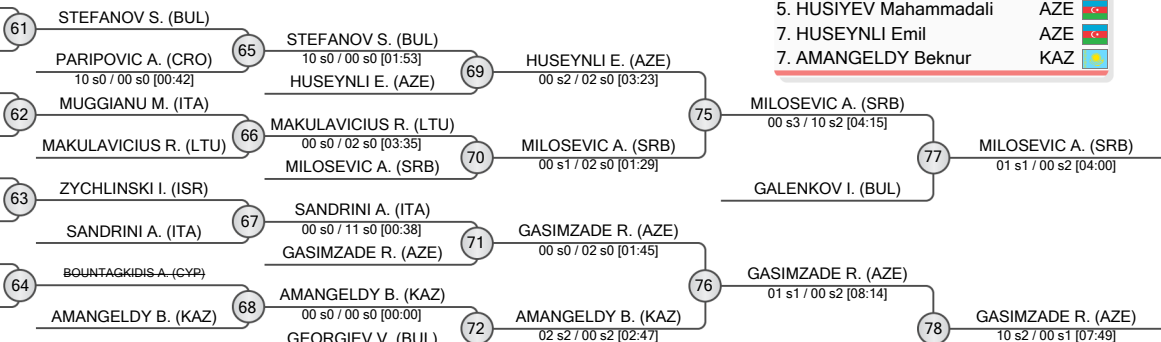 5. HUSIYEV Mahammadali AZE
7. HUSEYNLI Emil AZE
7. AMANGELDY Beknur KAZ
61
STEFANOV S. (BUL)
PARIPOVIC A. (CRO)
10 s0 / 00 s0 [00:42]
62
MUGGIANU M. (ITA)
MAKULAVICIUS R. (LTU)
63
ZYCHLINSKI I. (ISR)
SANDRINI A. (ITA)
64
BOUNTAGKIDIS A. (CYP)
AMANGELDY B. (KAZ)
65
STEFANOV S. (BUL)
10 s0 / 00 s0 [01:53]
HUSEYNLI E. (AZE)
66
MAKULAVICIUS R. (LTU)
00 s0 / 02 s0 [03:35]
MILOSEVIC A. (SRB)
67
SANDRINI A. (ITA)
00 s0 / 11 s0 [00:38]
GASIMZADE R. (AZE)
68
AMANGELDY B. (KAZ)
00 s0 / 00 s0 [00:00]
GEORGIEV V. (BUL)
69
HUSEYNLI E. (AZE)
00 s2 / 02 s0 [03:23]
70
MILOSEVIC A. (SRB)
00 s1 / 02 s0 [01:29]
71
GASIMZADE R. (AZE)
00 s0 / 02 s0 [01:45]
72
AMANGELDY B. (KAZ)
02 s2 / 00 s2 [02:47]
75
MILOSEVIC A. (SRB)
00 s3 / 10 s2 [04:15]
GALENKOV I. (BUL)
76
GASIMZADE R. (AZE)
01 s1 / 00 s2 [08:14]
77
MILOSEVIC A. (SRB)
01 s1 / 00 s2 [04:00]
78
GASIMZADE R. (AZE)
10 s2 / 00 s1 [07:49]